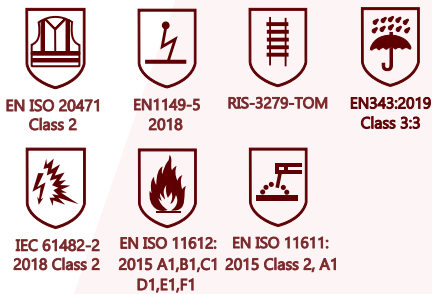 EN ISO 20471
Class 2
EN1149-5
2018
RIS-3279-TOM
EN343:2019
Class 3:3
IEC 61482-2
2018 Class 2
EN ISO 11612:
2015 A1,B1,C1
D1,E1,F1
EN ISO 11611:
2015 Class 2, A1